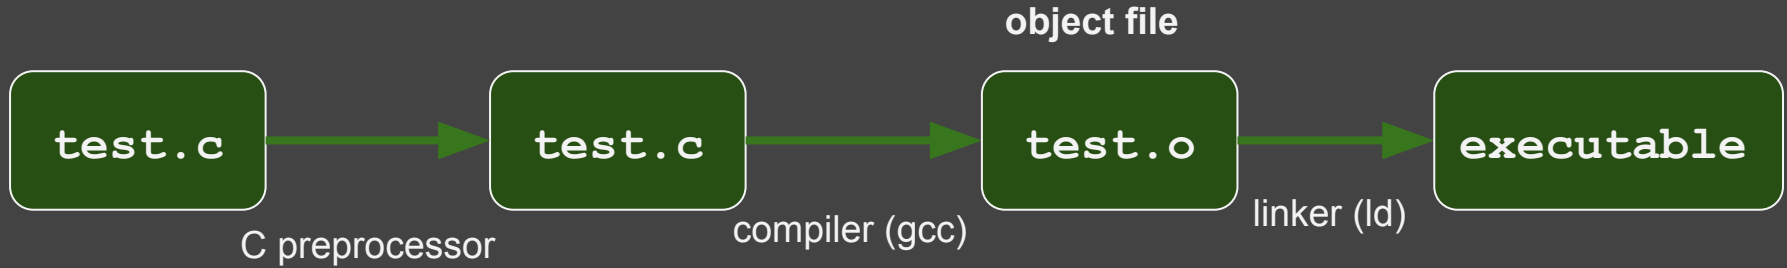 object file
test.c
test.c
test.o
executable
C preprocessor
compiler (gcc)
linker (ld)